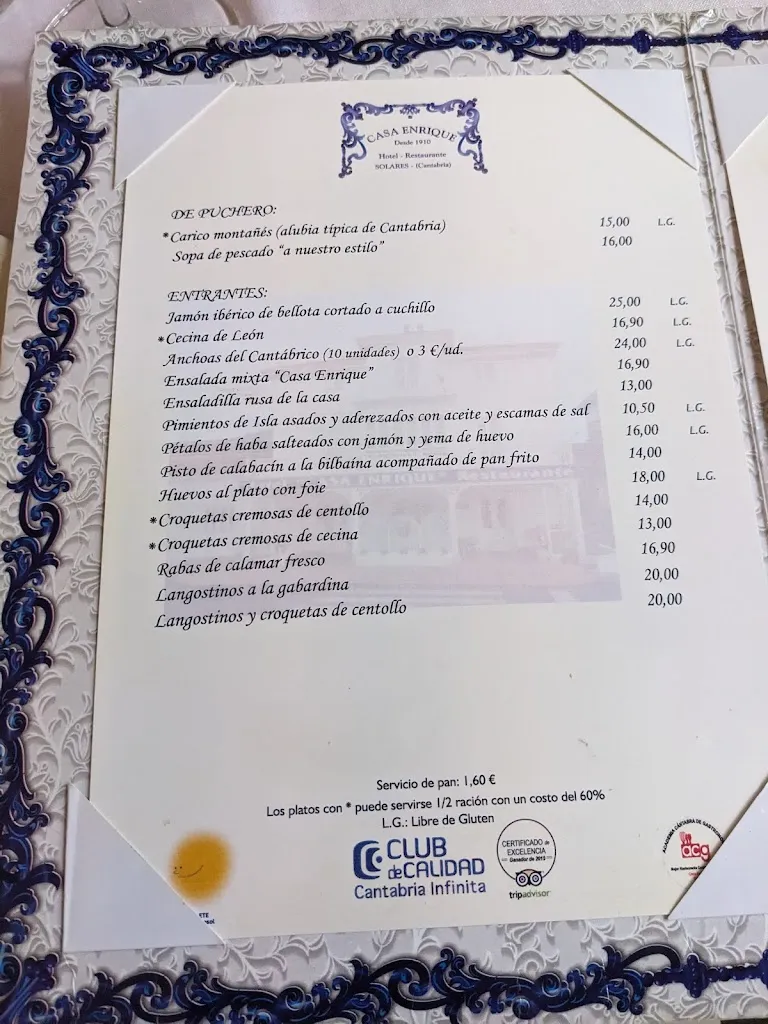 CASA ENRIQUE
Desde 1910
Hotel - Restaurante
SOLARES - (Cantabria)
DE PUCHERO:
*Carico montañés (alubia típica de Cantabria) 15,00 L.G.
Sopa de pescado "a nuestro estilo" 16,00
ENTRANTES:
Jamón ibérico de bellota cortado a cuchillo 25,00 L.G.
*Cecina de León 16,90 L.G.
Anchoas del Cantábrico (10 unidades) o 3 €/ud. 24,00 L.G.
Ensalada mixta "Casa Enrique" 16,90
Ensaladilla rusa de la casa 13,00
Pimientos de Isla asados y aderezados con aceite y escamas de sal 10,50 L.G.
Pétalos de haba salteados con jamón y yema de huevo 16,00 L.G.
Pisto de calabacín a la bilbaína acompañado de pan frito 14,00
Huevos al plato con foie 18,00 L.G.
*Croquetas cremosas de centollo 14,00
*Croquetas cremosas de cecina 13,00
Rabas de calamar fresco 16,90
Langostinos a la gabardina 20,00
Langostinos y croquetas de centollo 20,00
Servicio de pan: 1,60 €
Los platos con * puede servirse 1/2 ración con un costo del 60%
L.G.: Libre de Gluten
CLUB
de CALIDAD
Cantabria Infinita
CERTIFICADO de
EXCELENCIA
Ganador de 2013
tripadvisor
ACADEMIA CÁNTABRA DE
acg